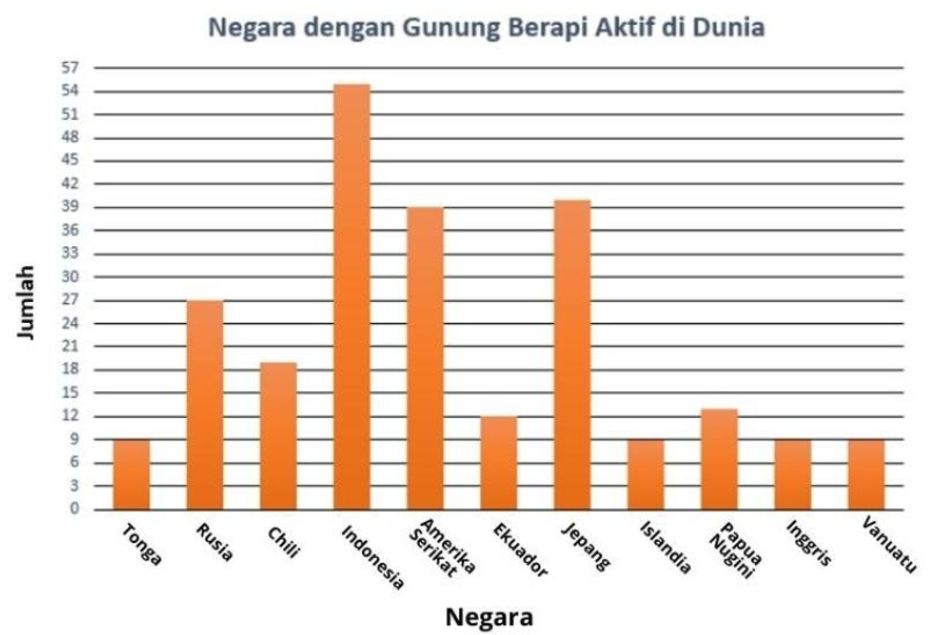 Negara dengan Gunung Berapi Aktif di Dunia
57
54
51
48
45
42
39
36
33
30
27
24
21
18
15
12
9
6
3
0
Jumlah
Tonga
Rusia
Chili
Indonesia
Amerika
Serikat
Ekuador
Jepang
Islandia
Papua
Nugini
Inggris
Vanuatu
Negara